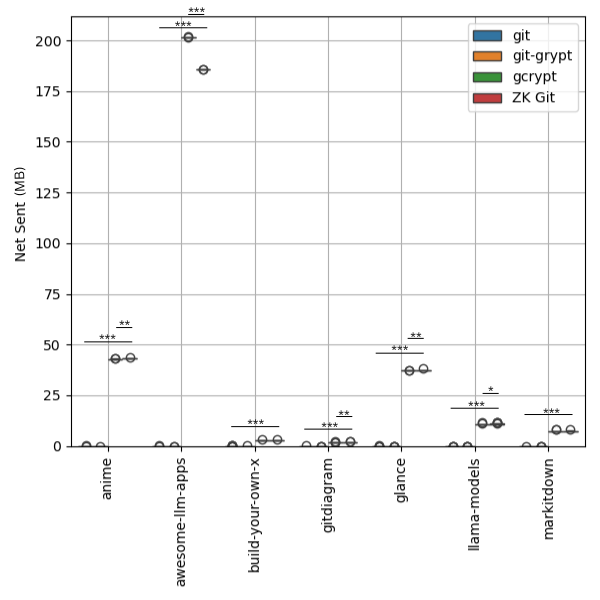 ***
***
200
175
150
125
100
75
50
25
0
Net Sent (MB)
git
git-grypt
gcrypt
ZK Git
**
***
***
**
***
**
***
*
***
***
anime
awesome-llm-apps
build-your-own-x
gitdiagram
glance
llama-models
markitdown